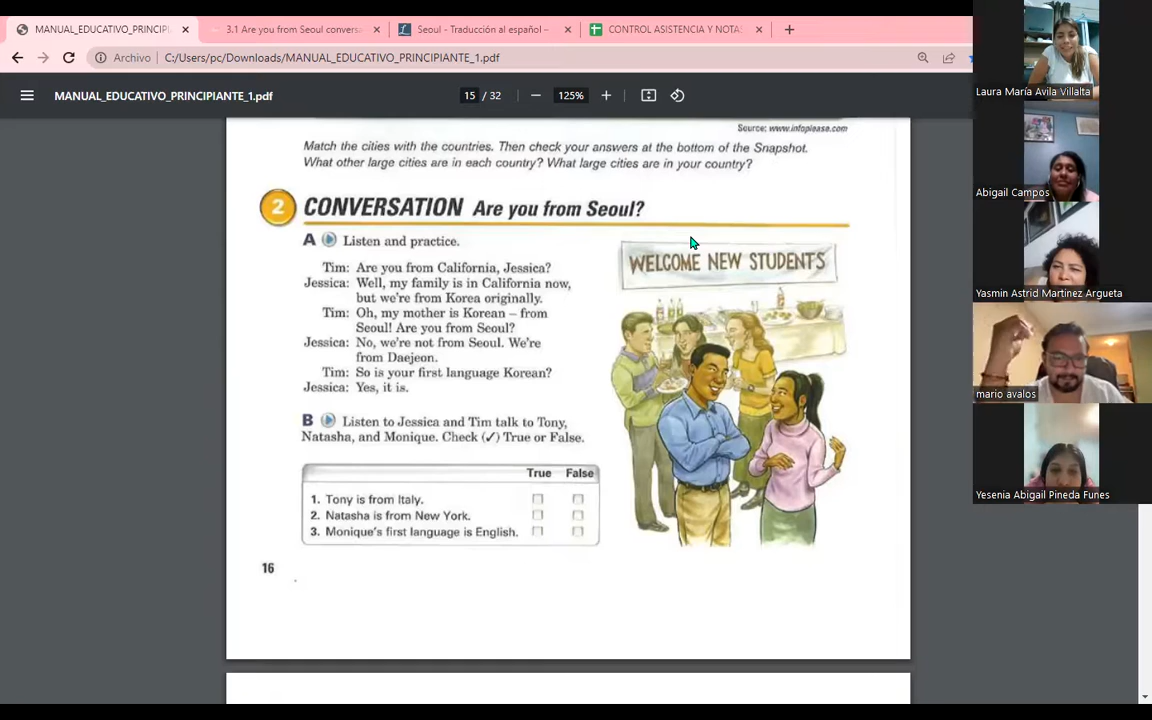 MANUAL_EDUCATIVO_PRINCIPI
3.1 Are you from Seoul conversa
Seoul - Traducción al español –
CONTROL ASISTENCIA Y NOTAS
Archivo
C:/Users/pc/Downloads/MANUAL_EDUCATIVO_PRINCIPIANTE_1.pdf
MANUAL_EDUCATIVO_PRINCIPIANTE_1.pdf
15 / 32
125%
Source: www.infoplease.com
Match the cities with the countries. Then check your answers at the bottom of the Snapshot.
What other large cities are in each country? What large cities are in your country?
2 CONVERSATION Are you from Seoul?
A Listen and practice.
Tim: Are you from California, Jessica?
Jessica: Well, my family is in California now,
but we're from Korea originally.
Tim: Oh, my mother is Korean – from
Seoul! Are you from Seoul?
Jessica: No, we're not from Seoul. We're
from Daejeon.
Tim: So is your first language Korean?
Jessica: Yes, it is.
B Listen to Jessica and Tim talk to Tony,
Natasha, and Monique. Check (✓) True or False.
True False
1. Tony is from Italy.
2. Natasha is from New York.
3. Monique's first language is English.
16
WELCOME NEW STUDENTS
Laura María Avila Villalta
Abigail Campos
Yasmin Astrid Martinez Argueta
mario avalos
Yesenia Abigail Pineda Funes